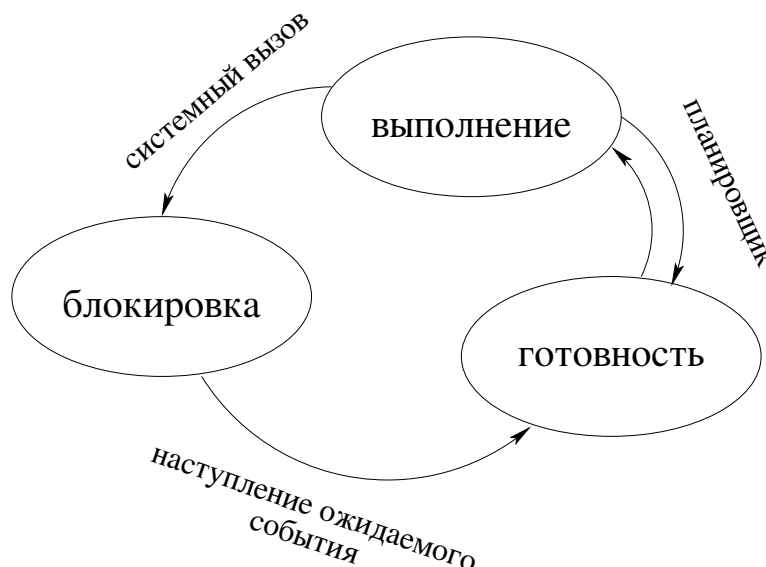 системный вызов
выполнение
планировщик
блокировка
готовность
наступление ожидаемого
события